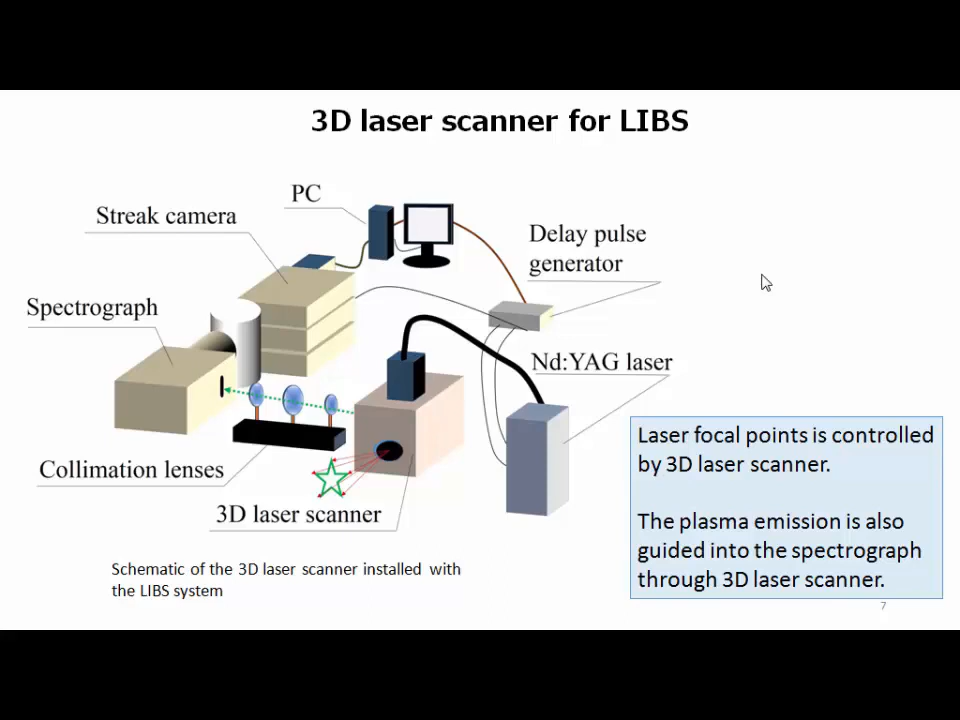 3D laser scanner for LIBS
PC
Streak camera
Delay pulse
generator
Spectrograph
Nd:YAG laser
Collimation lenses
3D laser scanner
Laser focal points is controlled
by 3D laser scanner.
The plasma emission is also
guided into the spectrograph
through 3D laser scanner.
Schematic of the 3D laser scanner installed with
the LIBS system
7